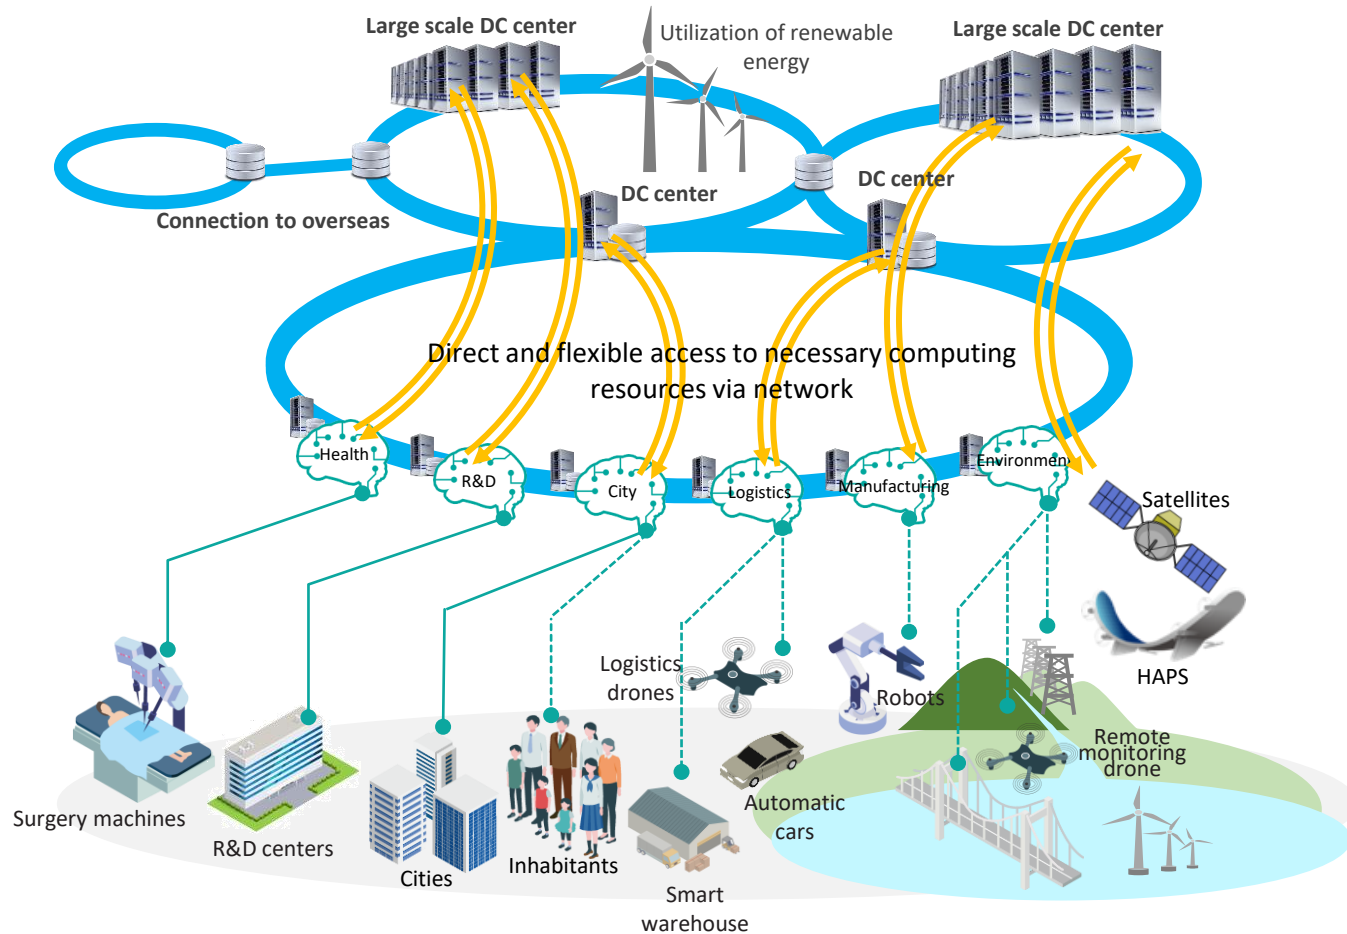 Large scale DC center
Utilization of renewable
energy
Large scale DC center
DC center
DC center
Connection to overseas
Direct and flexible access to necessary computing
resources via network
Health
R&D
City
Logistics
Manufacturing
Environmen
Satellites
HAPS
Logistics
drones
Robots
Remote
monitoring
drone
Automatic
cars
Surgery machines
R&D centers
Cities
Inhabitants
Smart
warehouse